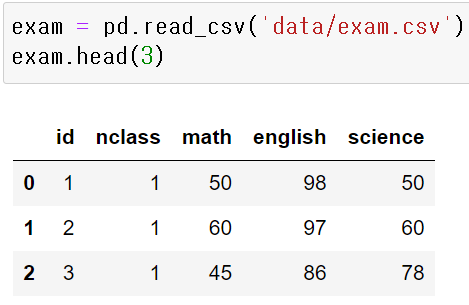 exam = pd.read_csv('data/exam.csv')
exam.head(3)
id nclass math english science
0 1 1 50 98 50
1 2 1 60 97 60
2 3 1 45 86 78